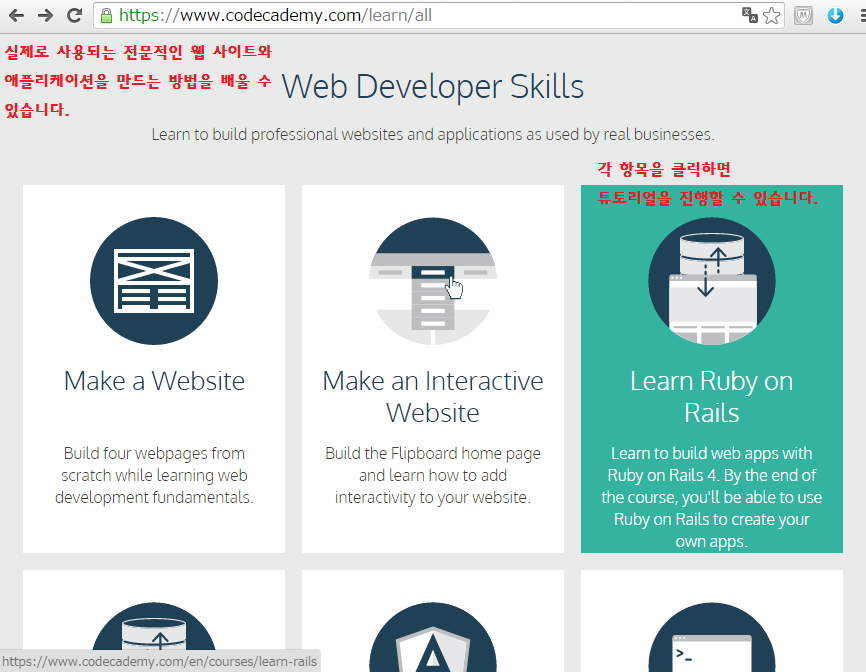 https://www.codecademy.com/learn/all
실제로 사용되는 전문적인 웹 사이트와
애플리케이션을 만드는 방법을 배울 수
있습니다.
Web Developer Skills
Learn to build professional websites and applications as used by real businesses.
각 항목을 클릭하면
튜토리얼을 진행할 수 있습니다.
Make a Website
Build four webpages from
scratch while learning web
development fundamentals.
Make an Interactive
Website
Build the Flipboard home page
and learn how to add
interactivity to your website.
Learn Ruby on
Rails
Learn to build web apps with
Ruby on Rails 4. By the end of
the course, you'll be able to use
Ruby on Rails to create your
own apps.
>_
https://www.codecademy.com/en/courses/learn-rails